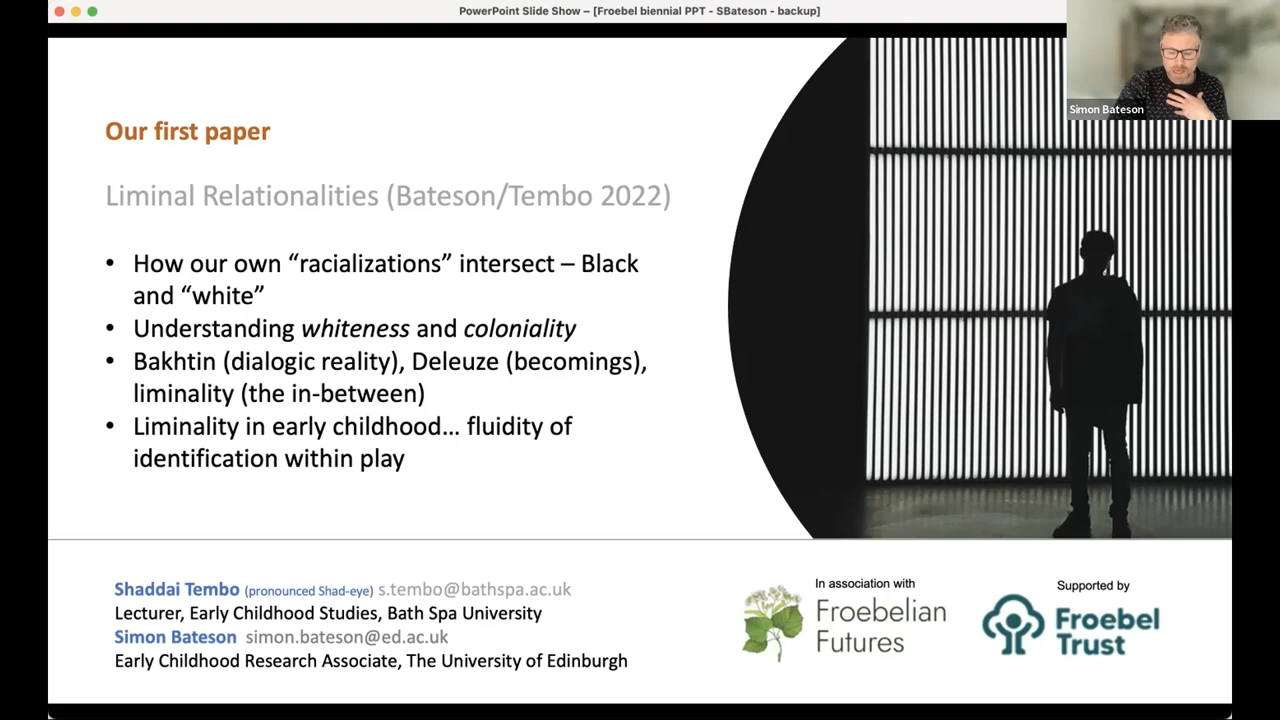 PowerPoint Slide Show – [Froebel biennial PPT - SBateson - backup]
Simon Bateson
Our first paper
Liminal Relationalities (Bateson/Tembo 2022)
• How our own “racializations” intersect – Black
and “white”
• Understanding whiteness and coloniality
• Bakhtin (dialogic reality), Deleuze (becomings),
liminality (the in-between)
• Liminality in early childhood... fluidity of
identification within play
Shaddai Tembo (pronounced Shad-eye) s.tembo@bathspa.ac.uk
Lecturer, Early Childhood Studies, Bath Spa University
Simon Bateson simon.bateson@ed.ac.uk
Early Childhood Research Associate, The University of Edinburgh
In association with
Froebelian
Futures
Supported by
Froebel
Trust